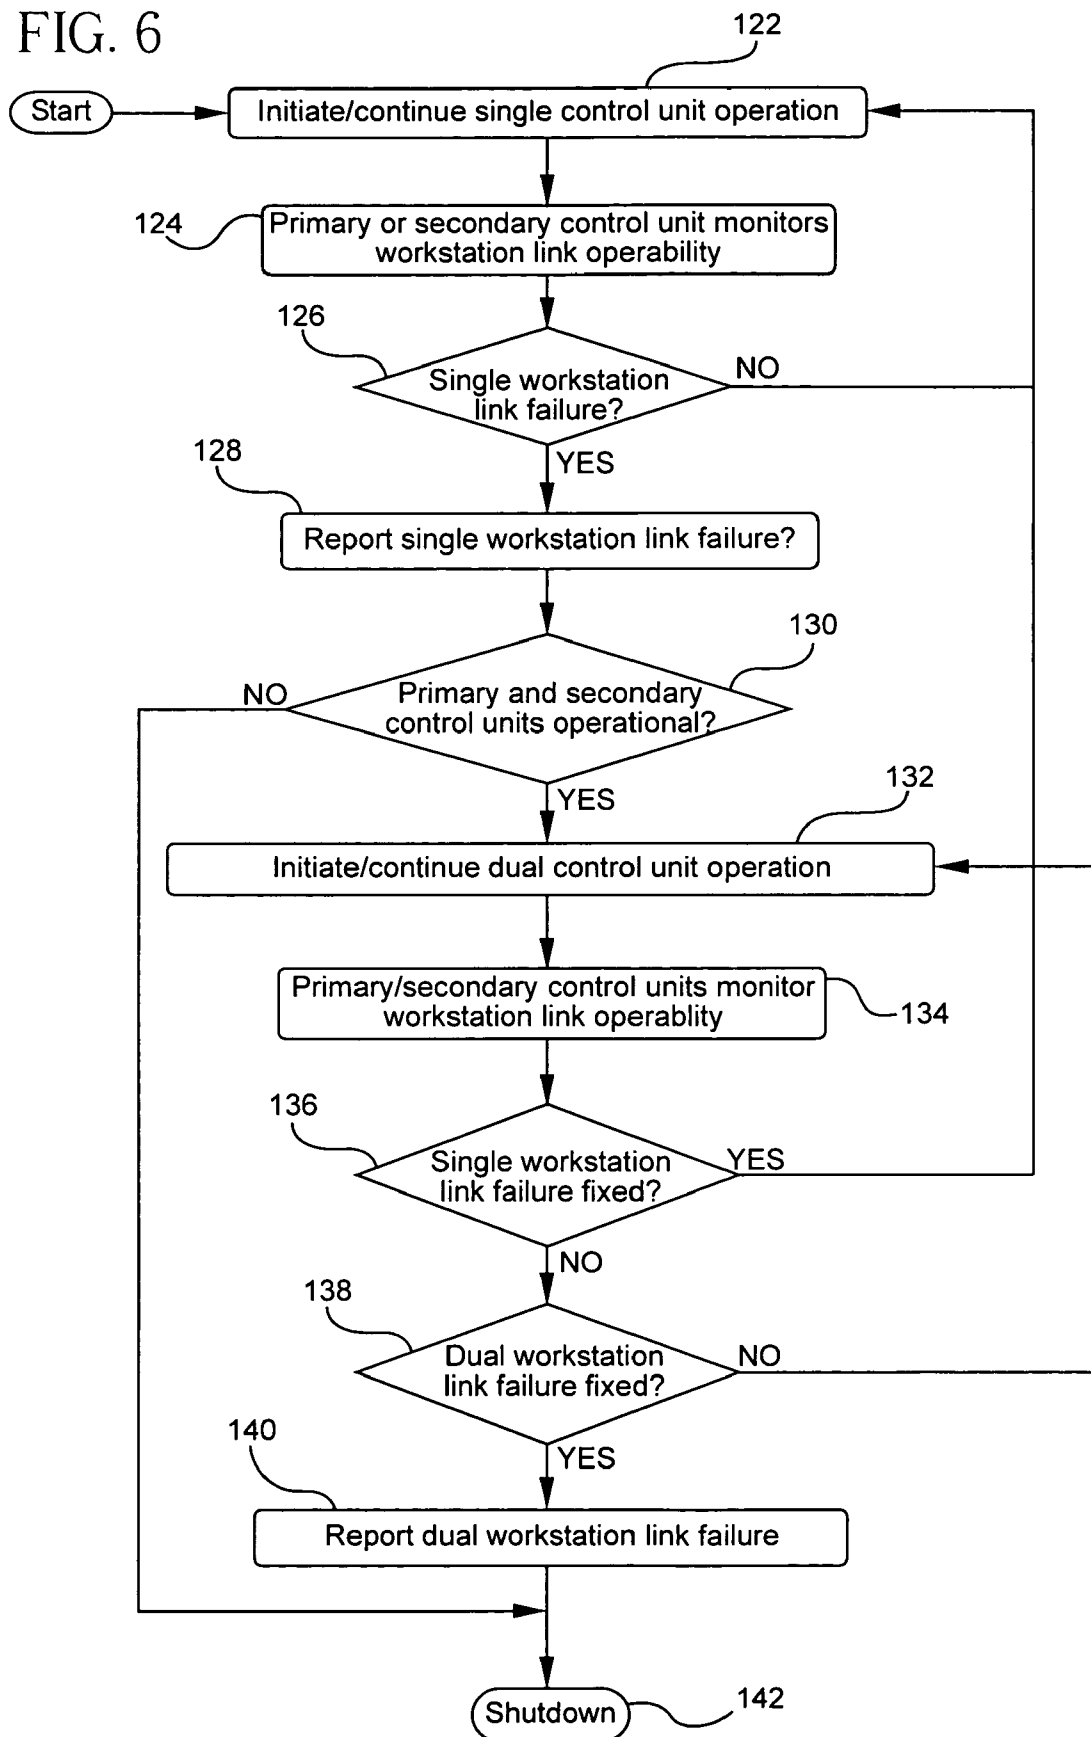 FIG. 6
122
Start
Initiate/continue single control unit operation
124
Primary or secondary control unit monitors
workstation link operability
126
Single workstation
link failure?
NO
YES
128
Report single workstation link failure?
130
NO
Primary and secondary
control units operational?
YES
132
Initiate/continue dual control unit operation
Primary/secondary control units monitor
workstation link operablity
134
136
Single workstation
link failure fixed?
YES
NO
138
Dual workstation
link failure fixed?
NO
YES
140
Report dual workstation link failure
Shutdown
142